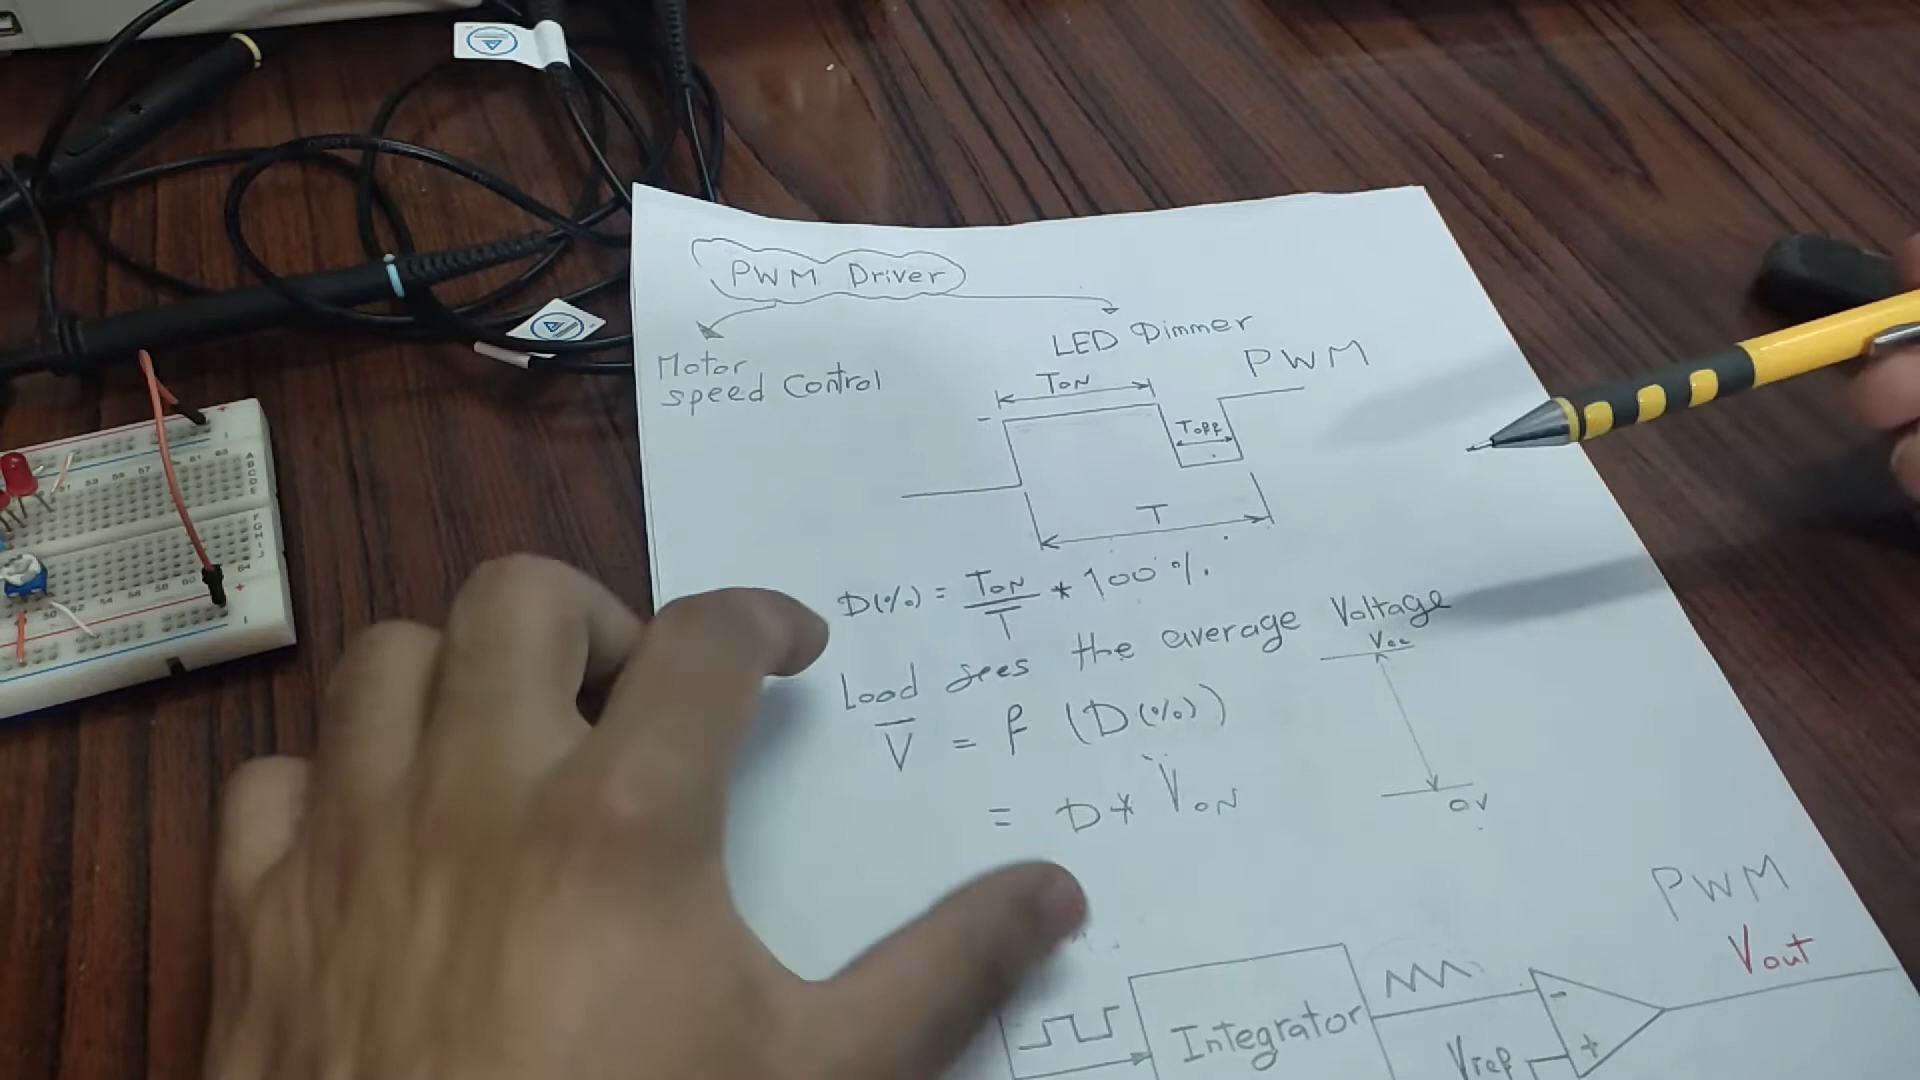 PWM Driver
LED Dimmer
Motor
speed Control
PWM
TON
TOFF
T
D(%) = TON / T * 100%
Load sees the average Voltage
Vcc
V̅ = f (D(%))
= D* VON
0V
PWM
Vout
Integrator
-
+
Vref